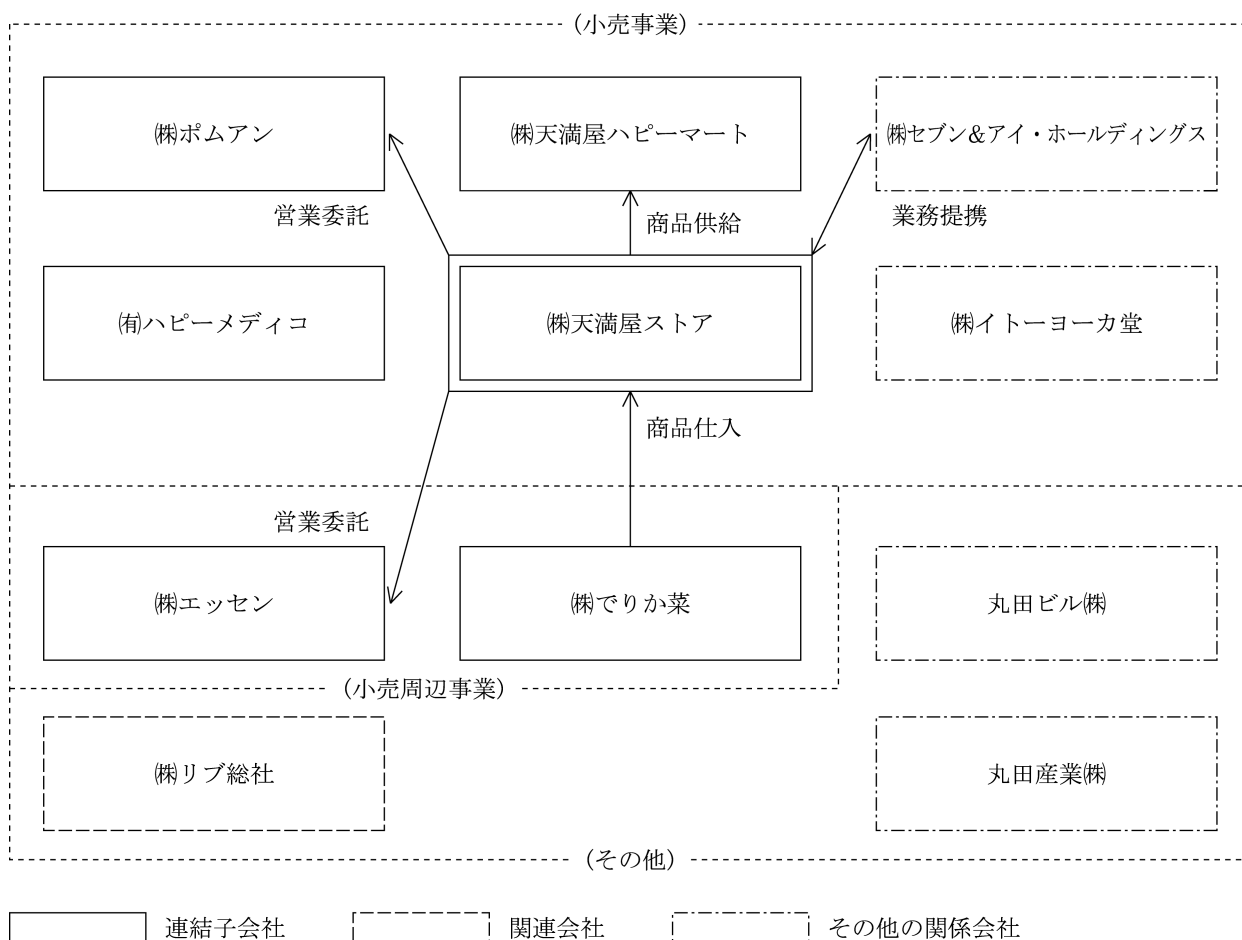 (小売事業)
㈱ポムアン
㈱天満屋ハピーマート
㈱セブン&アイ・ホールディングス
営業委託
商品供給
業務提携
㈲ハピーメディコ
㈱天満屋ストア
㈱イトーヨーカ堂
商品仕入
営業委託
㈱エッセン
㈱でりか菜
丸田ビル㈱
(小売周辺事業)
㈱リブ総社
丸田産業㈱
(その他)
連結子会社
関連会社
その他の関係会社